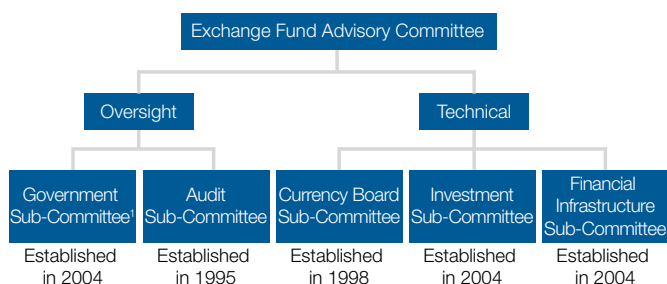 Exchange Fund Advisory Committee
Oversight
Technical
Government
Sub-Committee¹
Audit
Sub-Committee
Currency Board
Sub-Committee
Investment
Sub-Committee
Financial
Infrastructure
Sub-Committee
Established
in 2004
Established
in 1995
Established
in 1998
Established
in 2004
Established
in 2004